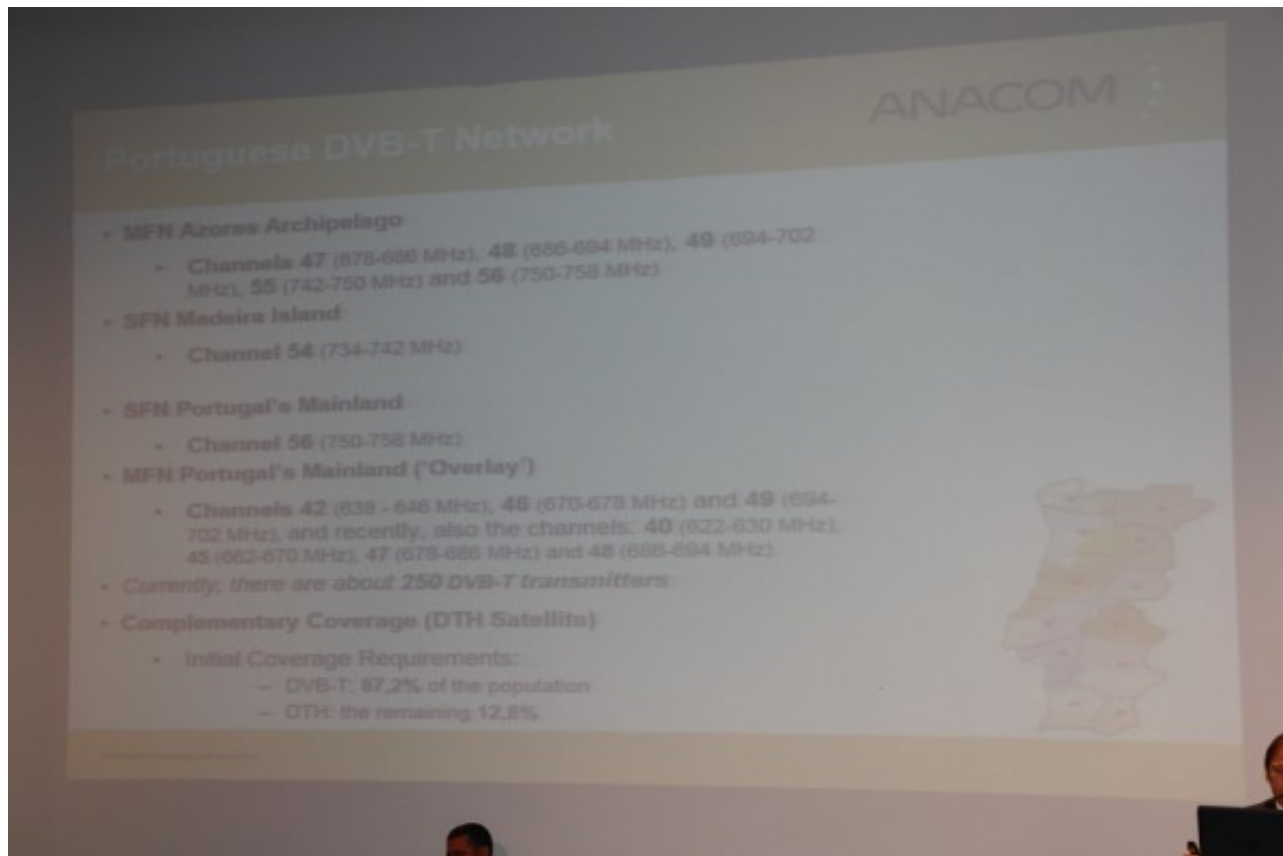 ANACOM
Portuguese DVB-T Network
• MFN Azores Archipelago
• Channels 47 (678-686 MHz), 48 (686-694 MHz), 49 (694-702
MHz), 55 (742-750 MHz) and 56 (750-758 MHz)
• SFN Madeira Island
• Channel 54 (734-742 MHz)
• SFN Portugal's Mainland
• Channel 56 (750-758 MHz)
• MFN Portugal's Mainland ('Overlay')
• Channels 42 (638 - 646 MHz), 46 (670-678 MHz) and 49 (694-
702 MHz), and recently, also the channels: 40 (622-630 MHz),
45 (662-670 MHz), 47 (678-686 MHz) and 48 (686-694 MHz).
• Currently, there are about 250 DVB-T transmitters
• Complementary Coverage (DTH Satellite)
• Initial Coverage Requirements:
– DVB-T: 87,2% of the population
– DTH: the remaining 12,8%